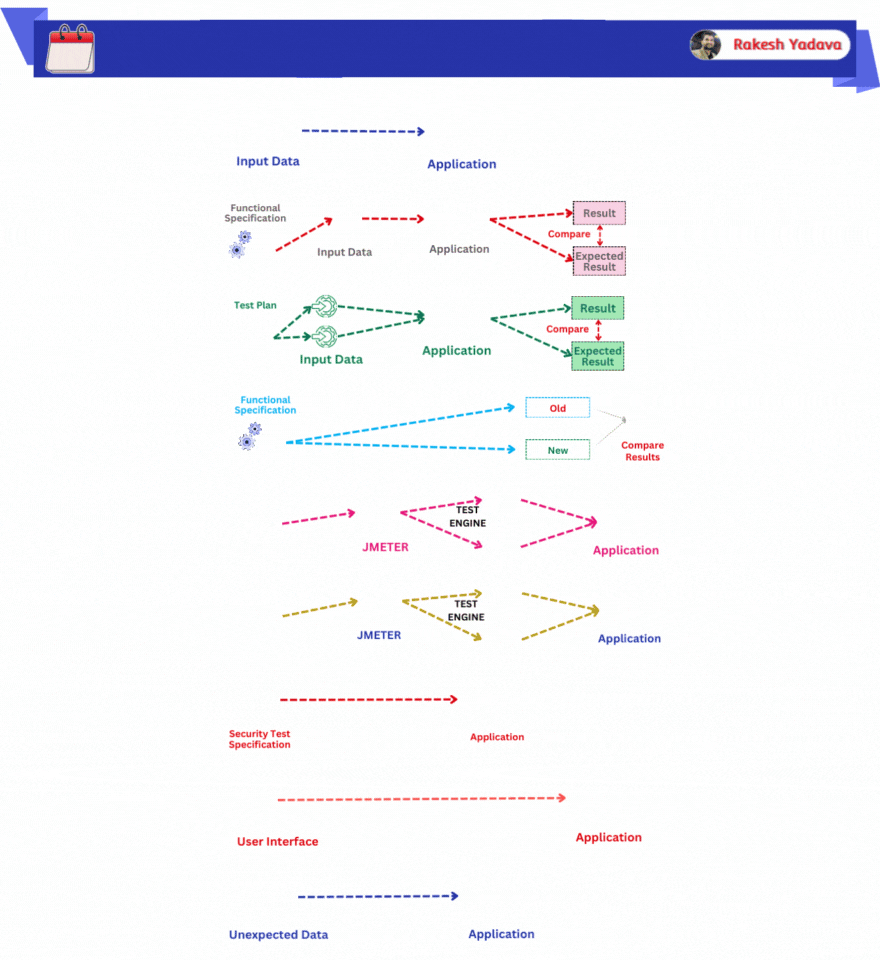 Rakesh Yadava
Input Data
Application
Functional
Specification
Input Data
Application
Result
Compare
Expected
Result
Test Plan
Input Data
Application
Result
Compare
Expected
Result
Functional
Specification
Old
New
Compare
Results
TEST
ENGINE
JMETER
Application
TEST
ENGINE
JMETER
Application
Security Test
Specification
Application
User Interface
Application
Unexpected Data
Application